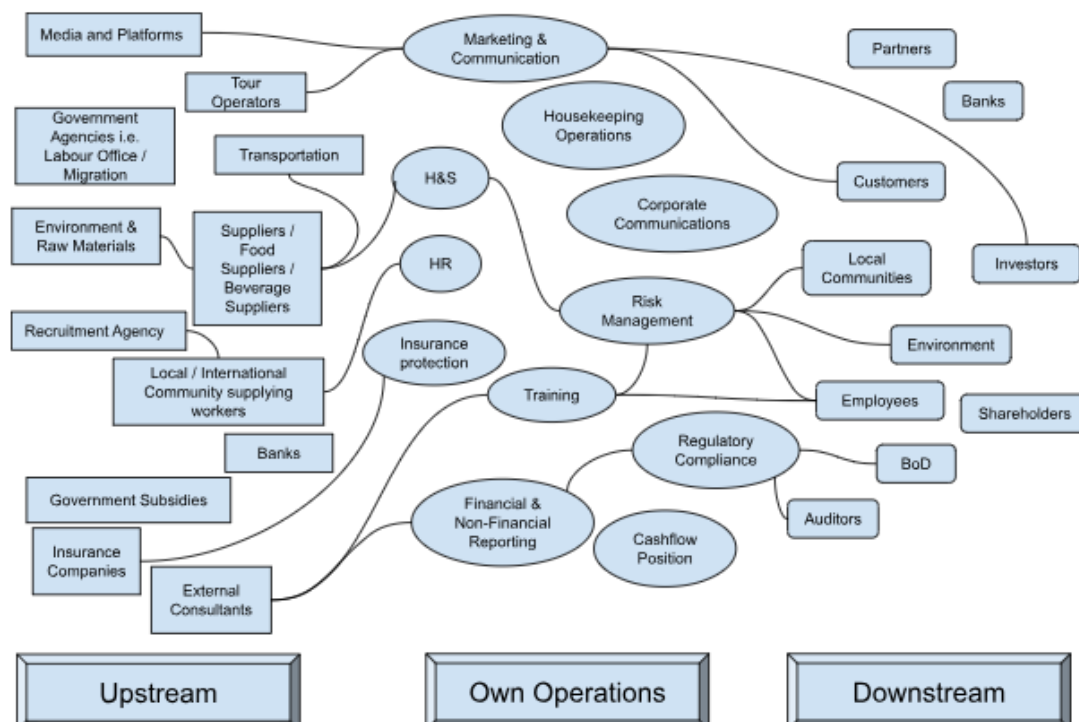 Media and Platforms
Tour
Operators
Government
Agencies i.e.
Labour Office /
Migration
Transportation
Environment &
Raw Materials
Suppliers /
Food
Suppliers /
Beverage
Suppliers
Recruitment Agency
Local / International
Community supplying
workers
Banks
Government Subsidies
Insurance
Companies
External
Consultants
Marketing &
Communication
Housekeeping
Operations
H&S
Corporate
Communications
HR
Risk
Management
Insurance
protection
Training
Regulatory
Compliance
Financial &
Non-Financial
Reporting
Cashflow
Position
Partners
Banks
Customers
Local
Communities
Investors
Environment
Employees
Shareholders
BoD
Auditors
Upstream
Own Operations
Downstream